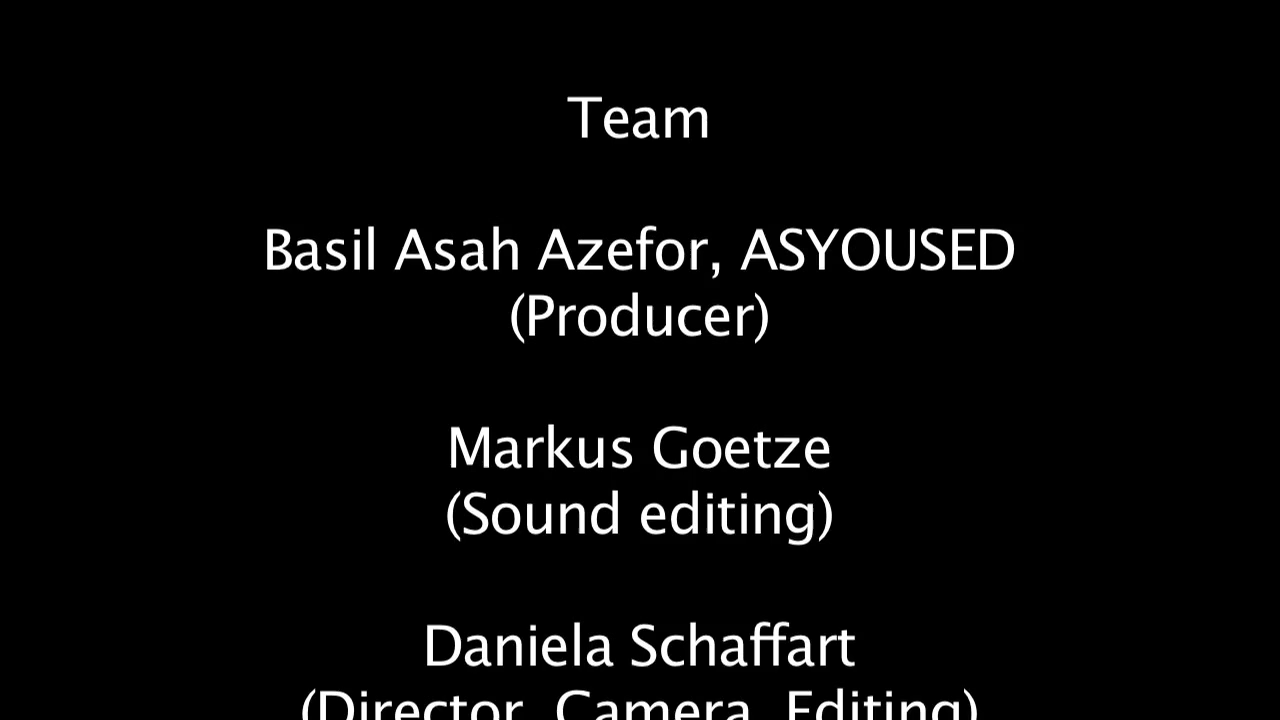 Team
Basil Asah Azefor, ASYOUSED
(Producer)
Markus Goetze
(Sound editing)
Daniela Schaffart
(Director, Camera, Editing)